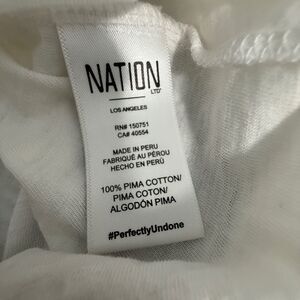 NATION
LTD
LOS ANGELES
RN# 150751
CA# 40554
MADE IN PERU
FABRIQUÉ AU PÉROU
HECHO EN PERÚ
100% PIMA COTTON/
PIMA COTON/
ALGODÓN PIMA
#PerfectlyUndone